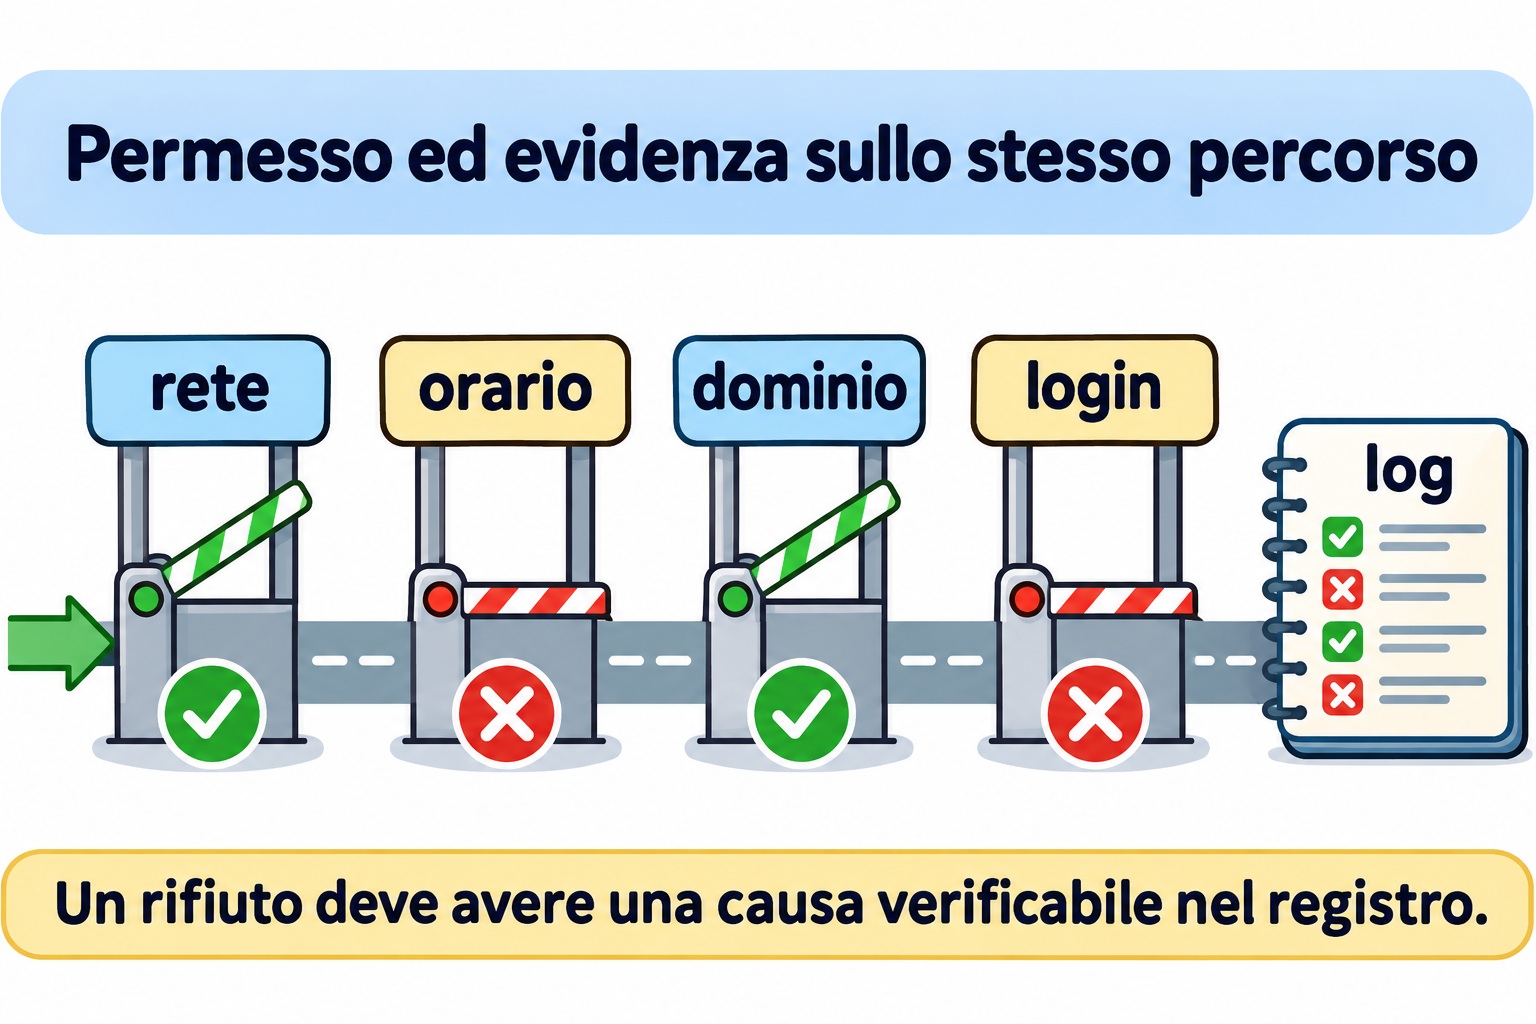 Permesso ed evidenza sullo stesso percorso
rete
orario
dominio
login
log
Un rifiuto deve avere una causa verificabile nel registro.